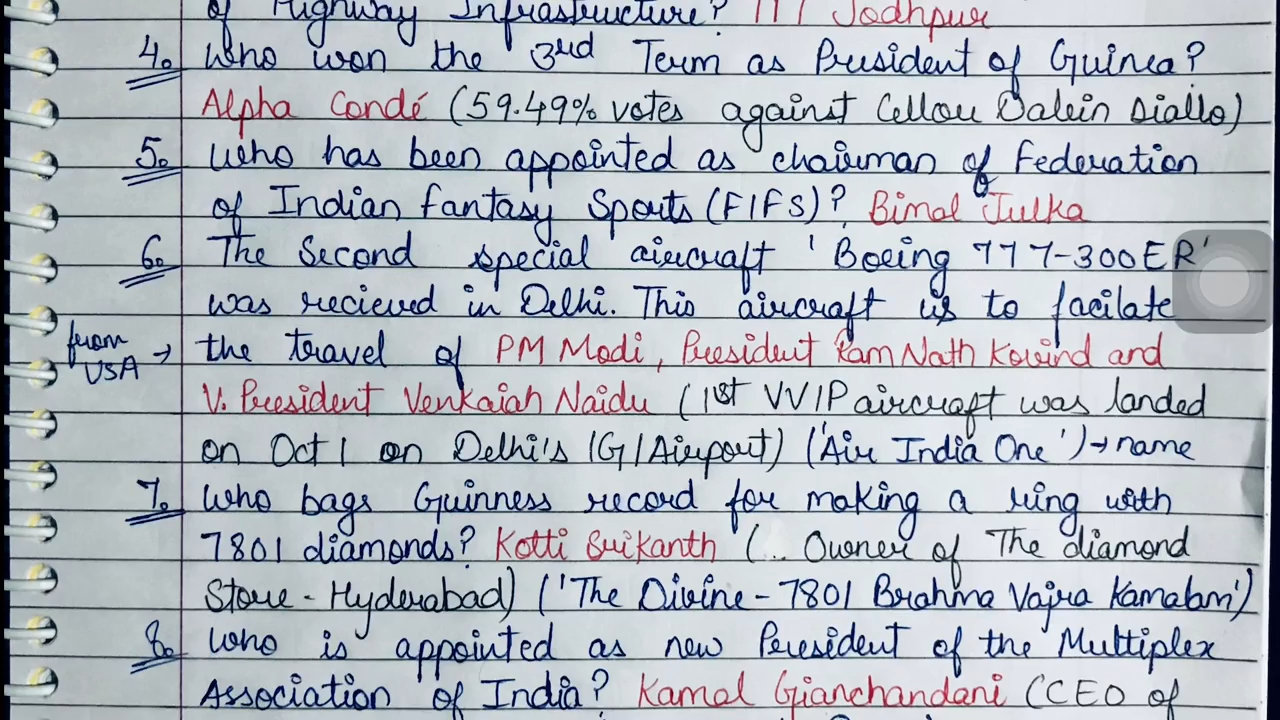 of Highway Infrastructure? IIT Jodhpur
4. Who won the 3rd Term as President of Guinea?
Alpha Condé (59.49% votes against Cellou Dalein Diallo)
5. Who has been appointed as chairman of Federation
of Indian Fantasy Sports (FIFS)? Bimal Julka
6. The Second special aircraft 'Boeing 777-300ER'
was recieved in Delhi. This aircraft is to facilate
from USA → the travel of PM Modi, President Ram Nath Kovind and
V. President Venkaiah Naidu (1st VVIP aircraft was landed
on Oct 1 on Delhi's IGI Airport) ('Air India One') → name
7. Who bags Guinness record for making a ring with
7801 diamonds? Kotti Srikanth (.. Owner of The diamond
Store - Hyderabad) ('The Divine - 7801 Brahma Vajra Kamalam')
8. Who is appointed as new President of the Multiplex
Association of India? Kamal Gianchandani (CEO of